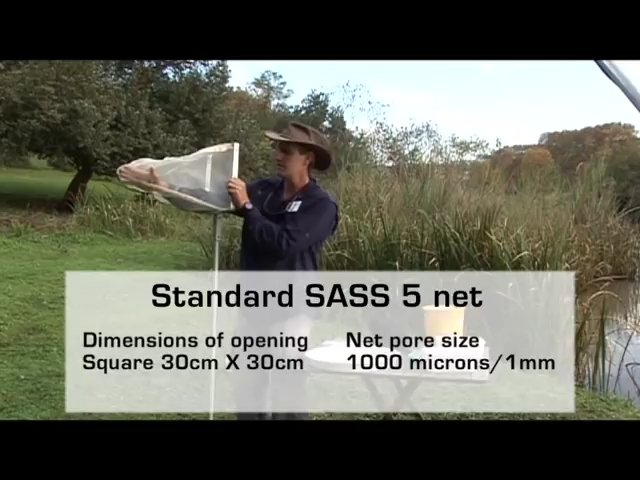 Standard SASS 5 net
Dimensions of opening
Square 30cm X 30cm
Net pore size
1000 microns/1mm